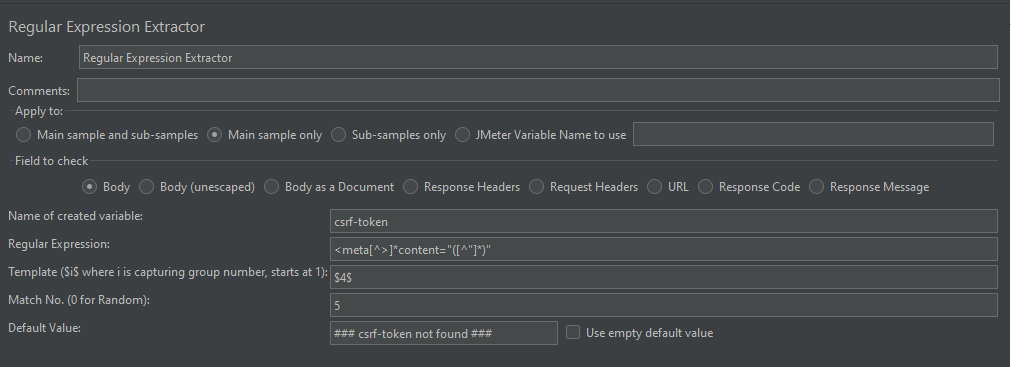 Regular Expression Extractor
Name: Regular Expression Extractor
Comments:
Apply to:
Main sample and sub-samples Main sample only Sub-samples only JMeter Variable Name to use
Field to check
Body Body (unescaped) Body as a Document Response Headers Request Headers URL Response Code Response Message
Name of created variable: csrf-token
Regular Expression: <meta[^>]*content="([^"]*)"
Template ($i$ where i is capturing group number, starts at 1): $4$
Match No. (0 for Random): 5
Default Value: ### csrf-token not found ### Use empty default value